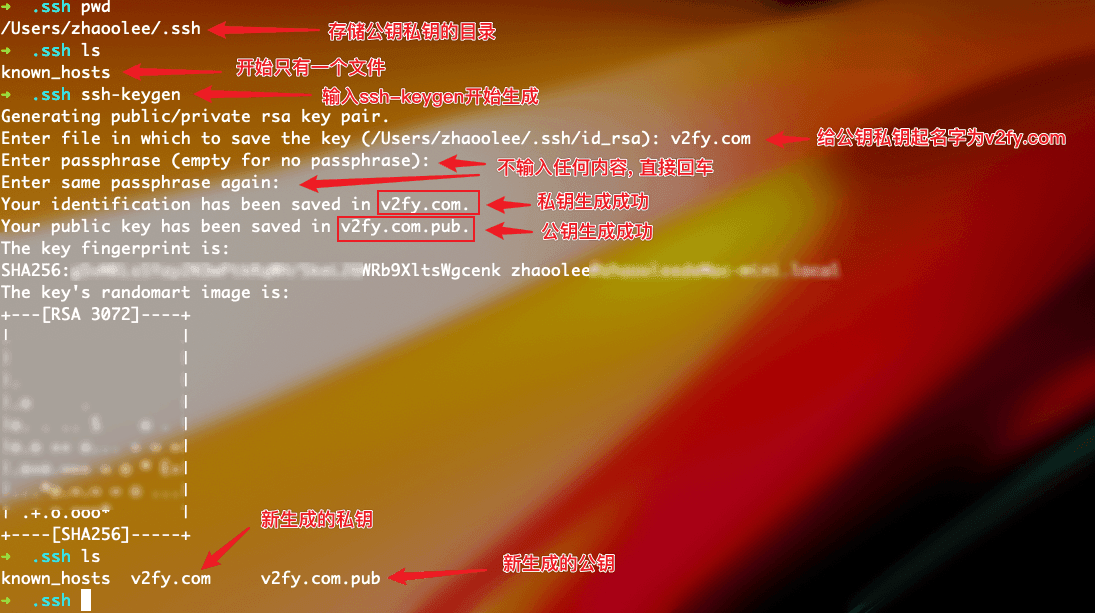 ➜  .ssh pwd
/Users/zhaoolee/.ssh 存储公钥私钥的目录
➜  .ssh ls
known_hosts 开始只有一个文件
➜  .ssh ssh-keygen 输入ssh-keygen开始生成
Generating public/private rsa key pair.
Enter file in which to save the key (/Users/zhaoolee/.ssh/id_rsa): v2fy.com 给公钥私钥起名字为v2fy.com
Enter passphrase (empty for no passphrase): 不输入任何内容, 直接回车
Enter same passphrase again:
Your identification has been saved in v2fy.com. 私钥生成成功
Your public key has been saved in v2fy.com.pub. 公钥生成成功
The key fingerprint is:
SHA256: WRb9XltsWgcenk zhaoolee
The key's randomart image is:
+---[RSA 3072]----+
| .+.o.ooo* |
+----[SHA256]-----+
新生成的私钥
➜  .ssh ls
新生成的公钥
known_hosts  v2fy.com     v2fy.com.pub
➜  .ssh